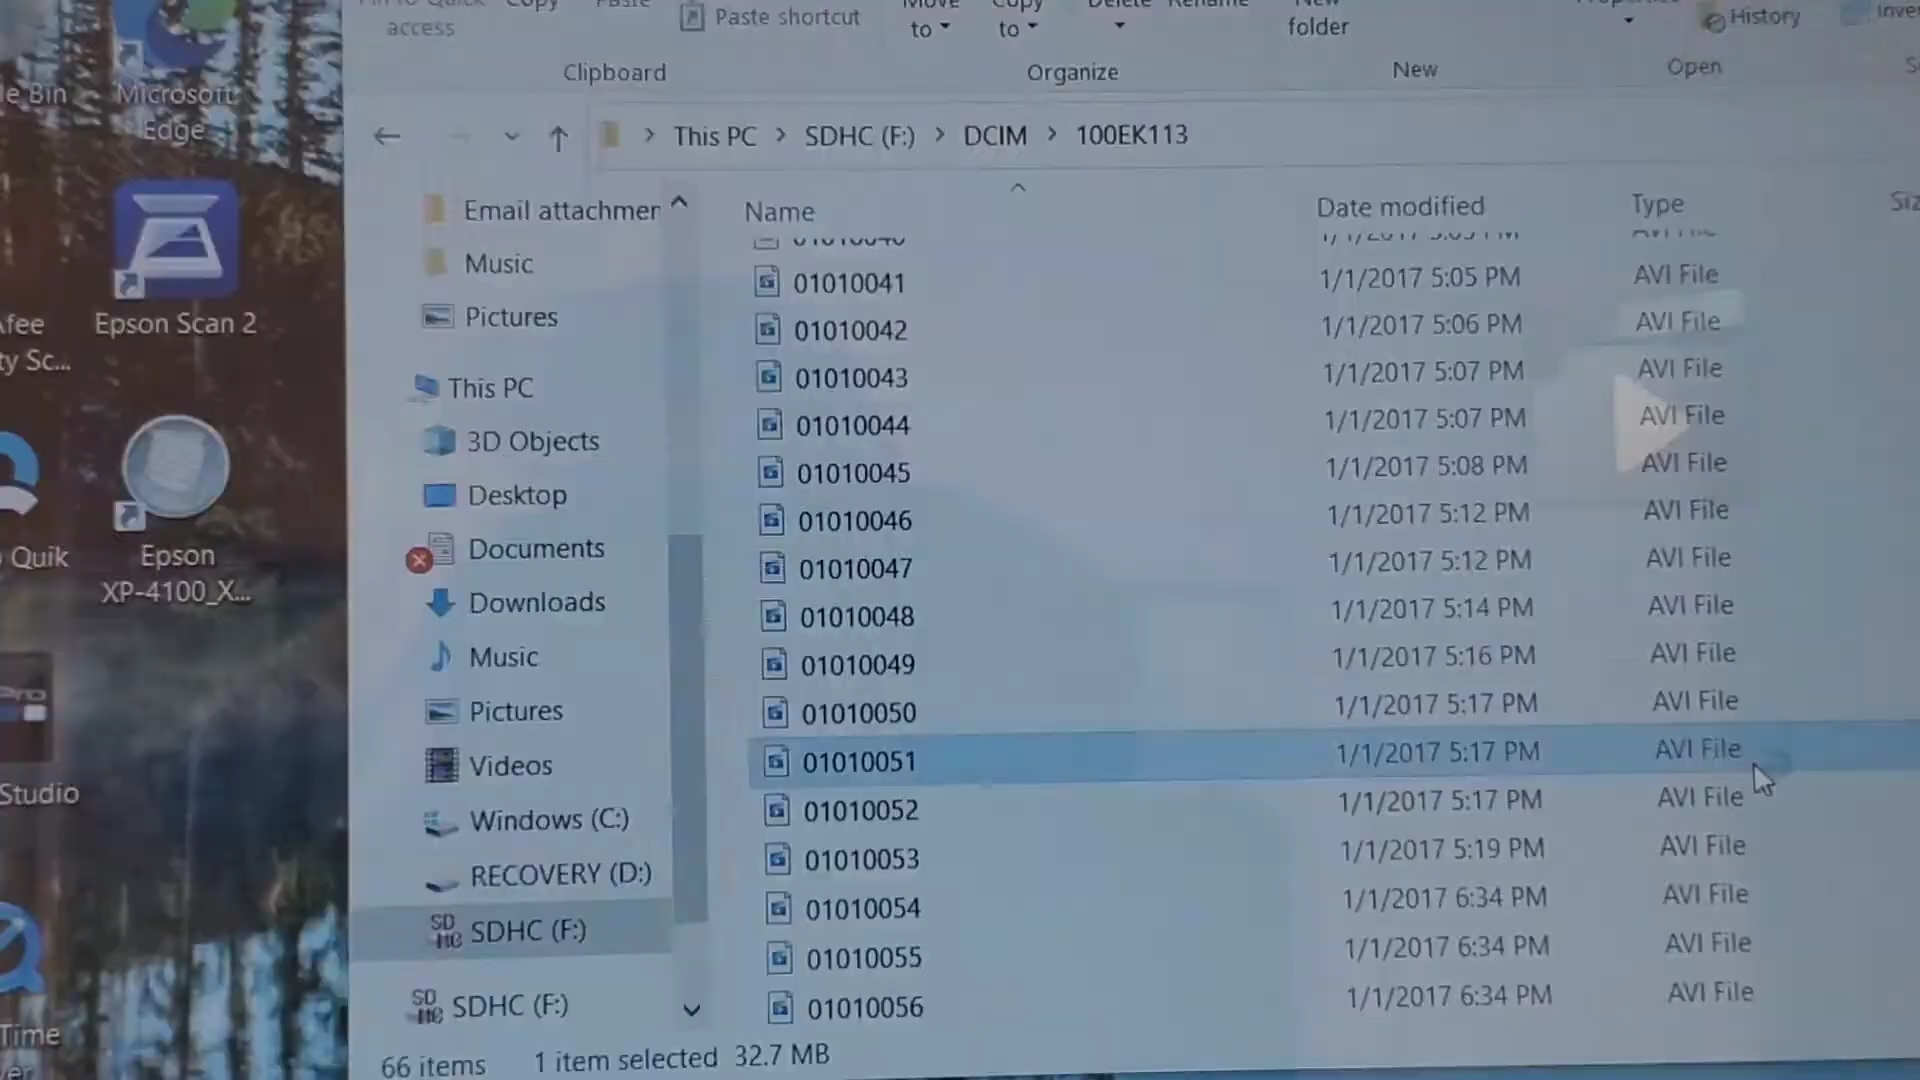 access
Paste shortcut
to
to
folder
History
Clipboard
Organize
New
Open
This PC > SDHC (F:) > DCIM > 100EK113
Name
Date modified
Type
01010041 1/1/2017 5:05 PM AVI File
01010042 1/1/2017 5:06 PM AVI File
01010043 1/1/2017 5:07 PM AVI File
01010044 1/1/2017 5:07 PM AVI File
01010045 1/1/2017 5:08 PM AVI File
01010046 1/1/2017 5:12 PM AVI File
01010047 1/1/2017 5:12 PM AVI File
01010048 1/1/2017 5:14 PM AVI File
01010049 1/1/2017 5:16 PM AVI File
01010050 1/1/2017 5:17 PM AVI File
01010051 1/1/2017 5:17 PM AVI File
01010052 1/1/2017 5:17 PM AVI File
01010053 1/1/2017 5:19 PM AVI File
01010054 1/1/2017 6:34 PM AVI File
01010055 1/1/2017 6:34 PM AVI File
01010056 1/1/2017 6:34 PM AVI File
Email attachmer
Music
Pictures
This PC
3D Objects
Desktop
Documents
Downloads
Music
Pictures
Videos
Windows (C:)
RECOVERY (D:)
SDHC (F:)
SDHC (F:)
66 items 1 item selected 32.7 MB
Bin
Microsoft
Edge
Epson Scan 2
Sc...
Quik
Epson
XP-4100_X...
Studio
Time